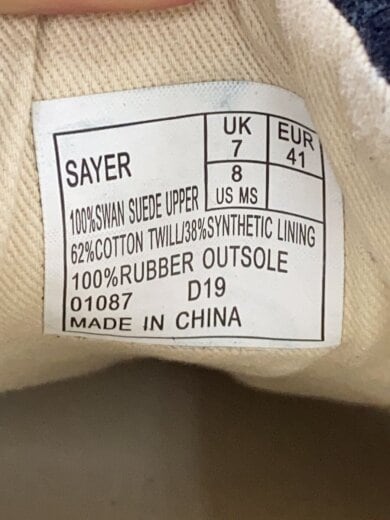 SAYER
UK
7
EUR
41
8
US MS
100%SWAN SUEDE UPPER
62%COTTON TWILL/38%SYNTHETIC LINING
100%RUBBER OUTSOLE
01087 D19
MADE IN CHINA